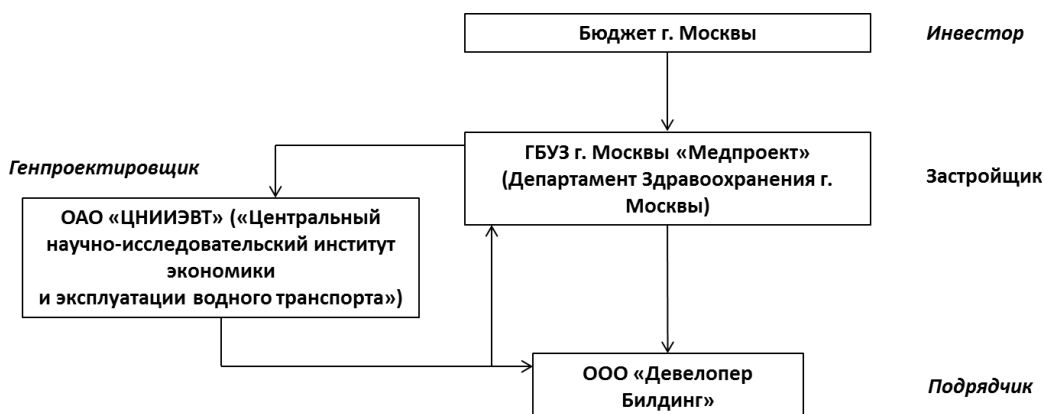 Бюджет г. Москвы
Инвестор
Генпроектировщик
ГБУЗ г. Москвы «Медпроект»
(Департамент Здравоохранения г.
Москвы)
Застройщик
ОАО «ЦНИИЭВТ» («Центральный
научно-исследовательский институт
экономики
и эксплуатации водного транспорта»)
ООО «Девелопер
Билдинг»
Подрядчик